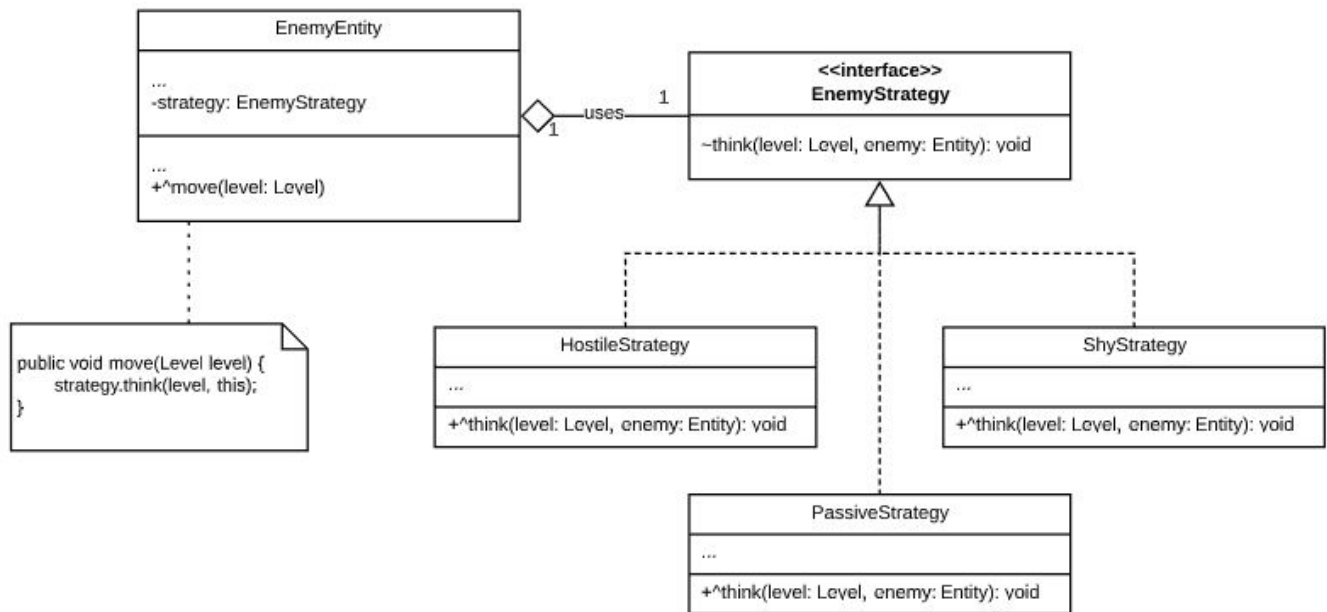 EnemyEntity
...
-strategy: EnemyStrategy
...
+^move(level: Level)
1
uses
1
<<interface>>
EnemyStrategy
~think(level: Level, enemy: Entity): void
public void move(Level level) {
strategy.think(level, this);
}
HostileStrategy
...
+^think(level: Level, enemy: Entity): void
ShyStrategy
...
+^think(level: Level, enemy: Entity): void
PassiveStrategy
...
+^think(level: Level, enemy: Entity): void